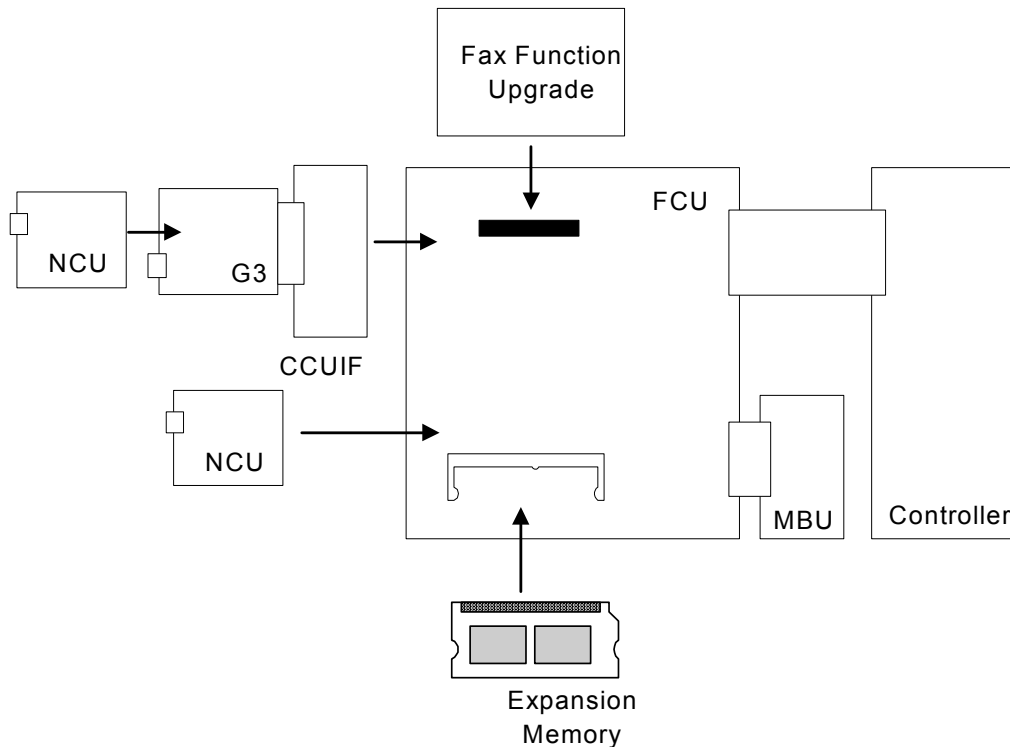 Fax Function
Upgrade
FCU
NCU
G3
CCUIF
NCU
MBU
Controller
Expansion
Memory